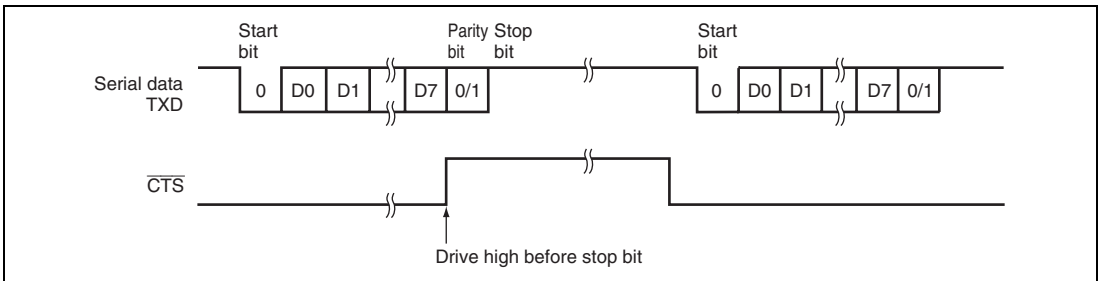 Start bit
Parity bit
Stop bit
Start bit
Serial data TXD
0 D0 D1 D7 0/1
0 D0 D1 D7 0/1
CTS
Drive high before stop bit